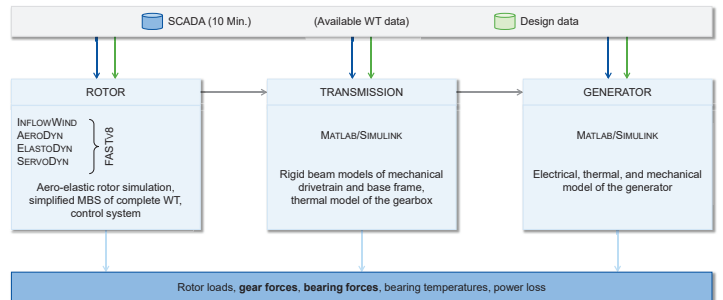 SCADA (10 Min.) (Available WT data) Design data
ROTOR
INFLOWWIND
AERODYN
ELASTODYN
SERVODYN
FASTV8
Aero-elastic rotor simulation,
simplified MBS of complete WT,
control system
TRANSMISSION
MATLAB/SIMULINK
Rigid beam models of mechanical
drivetrain and base frame,
thermal model of the gearbox
GENERATOR
MATLAB/SIMULINK
Electrical, thermal, and mechanical
model of the generator
Rotor loads, gear forces, bearing forces, bearing temperatures, power loss